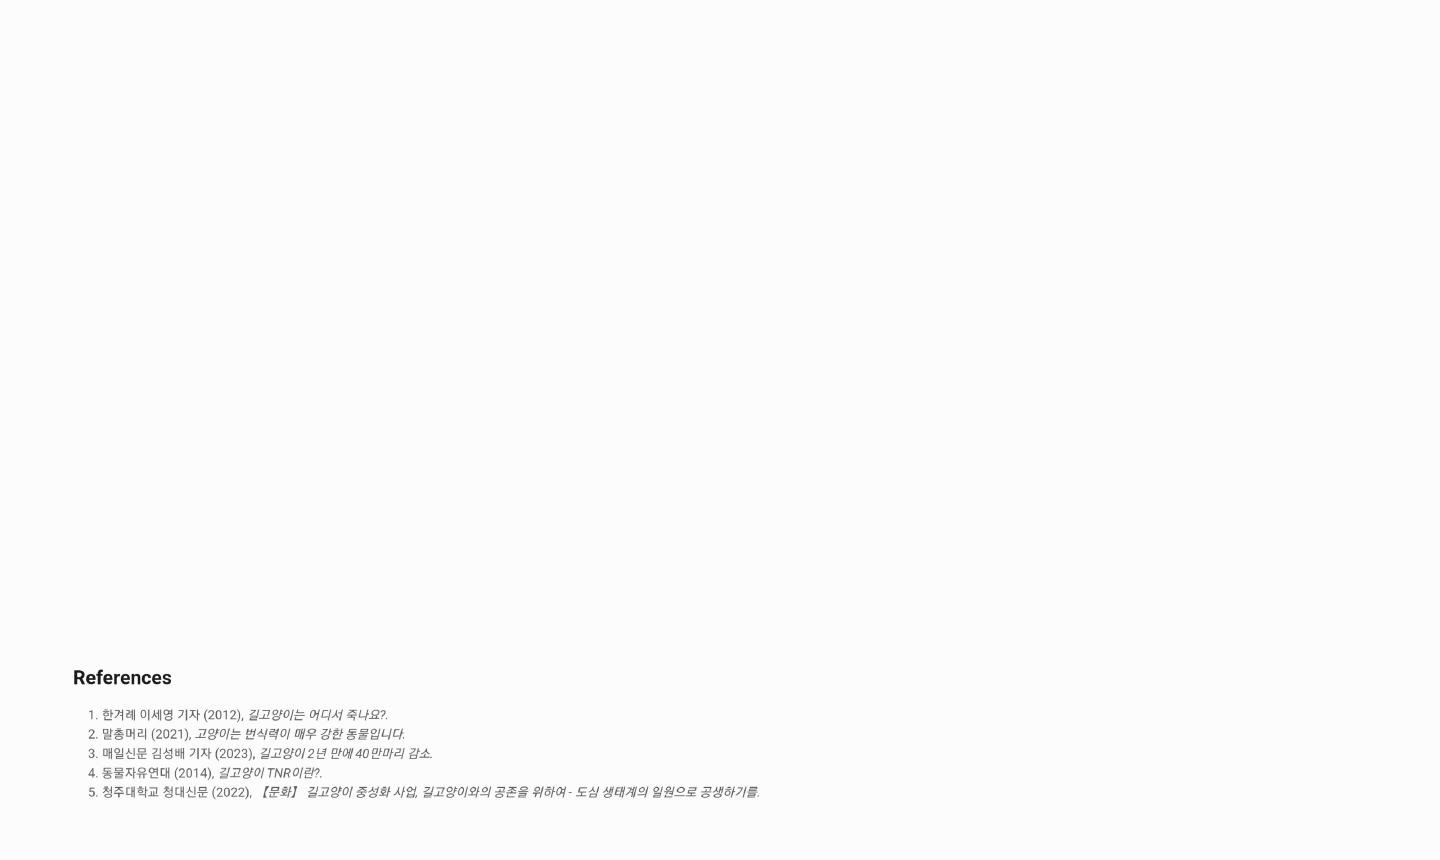 References
1. 한겨례 이세영 기자 (2012), 길고양이는 어디서 죽나요?.
2. 말총머리 (2021), 고양이는 번식력이 매우 강한 동물입니다.
3. 매일신문 김성배 기자 (2023), 길고양이 2년 만에 40만마리 감소.
4. 동물자유연대 (2014), 길고양이 TNR이란?.
5. 청주대학교 청대신문 (2022), 【문화】 길고양이 중성화 사업, 길고양이와의 공존을 위하여 - 도심 생태계의 일원으로 공생하기를.